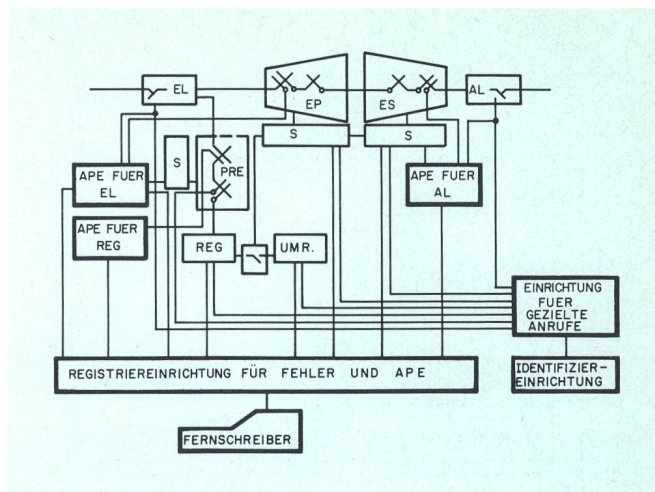 EL
EP
ES
AL
S
S
S
PRE
APE FUER
EL
APE FUER
AL
APE FUER
REG
REG
UMR.
EINRICHTUNG
FUER
GEZIELTE
ANRUFE
REGISTRIEREINRICHTUNG FÜR FEHLER UND APE
IDENTIFIZIER-
EINRICHTUNG
FERNSCHREIBER